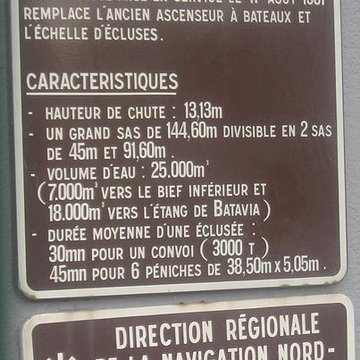 REMPLACE L'ANCIEN ASCENSEUR À BATEAUX ET
L'ÉCHELLE D'ÉCLUSES.
CARACTERISTIQUES
- HAUTEUR DE CHUTE : 13,13m
- UN GRAND SAS DE 144,60m DIVISIBLE EN 2 SAS
DE 45m ET 91,60m .
- VOLUME D'EAU : 25.000m³
(7.000m³ VERS LE BIEF INFÉRIEUR ET
18.000m³ VERS L'ÉTANG DE BATAVIA)
- DURÉE MOYENNE D'UNE ÉCLUSÉE :
30mn POUR UN CONVOI (3000 T)
45mn POUR 6 PÉNICHES DE 38,50m x 5,05m .
DIRECTION RÉGIONALE
DE LA NAVIGATION NORD-